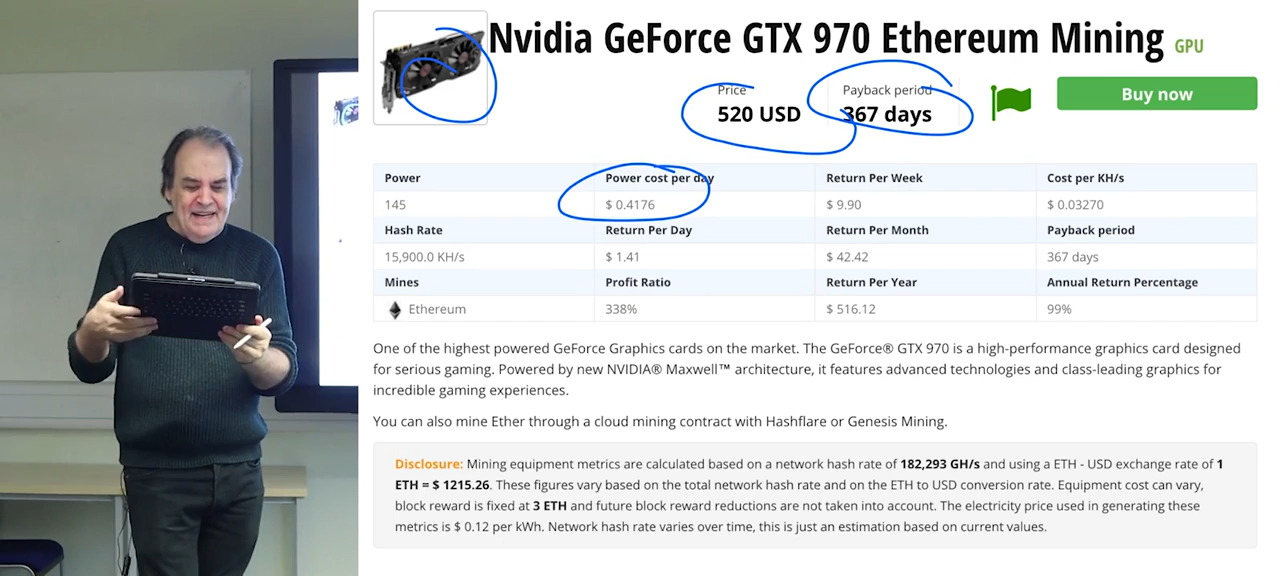 Nvidia GeForce GTX 970 Ethereum Mining GPU
Price
520 USD
Payback period
367 days
Buy now
Power
Power cost per day
Return Per Week
Cost per KH/s
145
$ 0.4176
$ 9.90
$ 0.03270
Hash Rate
Return Per Day
Return Per Month
Payback period
15,900.0 KH/s
$ 1.41
$ 42.42
367 days
Mines
Profit Ratio
Return Per Year
Annual Return Percentage
Ethereum
338%
$ 516.12
99%
One of the highest powered GeForce Graphics cards on the market. The GeForce® GTX 970 is a high-performance graphics card designed
for serious gaming. Powered by new NVIDIA® Maxwell™ architecture, it features advanced technologies and class-leading graphics for
incredible gaming experiences.
You can also mine Ether through a cloud mining contract with Hashflare or Genesis Mining.
Disclosure: Mining equipment metrics are calculated based on a network hash rate of 182,293 GH/s and using a ETH - USD exchange rate of 1
ETH = $ 1215.26. These figures vary based on the total network hash rate and on the ETH to USD conversion rate. Equipment cost can vary,
block reward is fixed at 3 ETH and future block reward reductions are not taken into account. The electricity price used in generating these
metrics is $ 0.12 per kWh. Network hash rate varies over time, this is just an estimation based on current values.